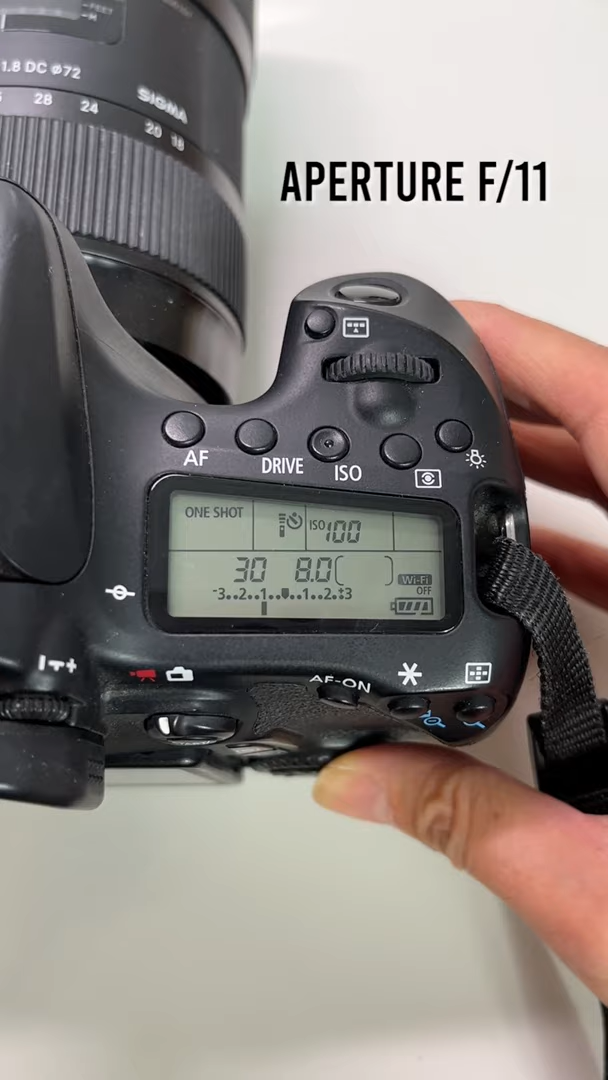 FEET
M
1.8 DC ø72
SIGMA
28 24 20 18
APERTURE F/11
AF DRIVE ISO
ONE SHOT ISO 100
30 8.0
Wi-Fi
OFF
-3..2..1..▼..1..2.:3
AF-ON